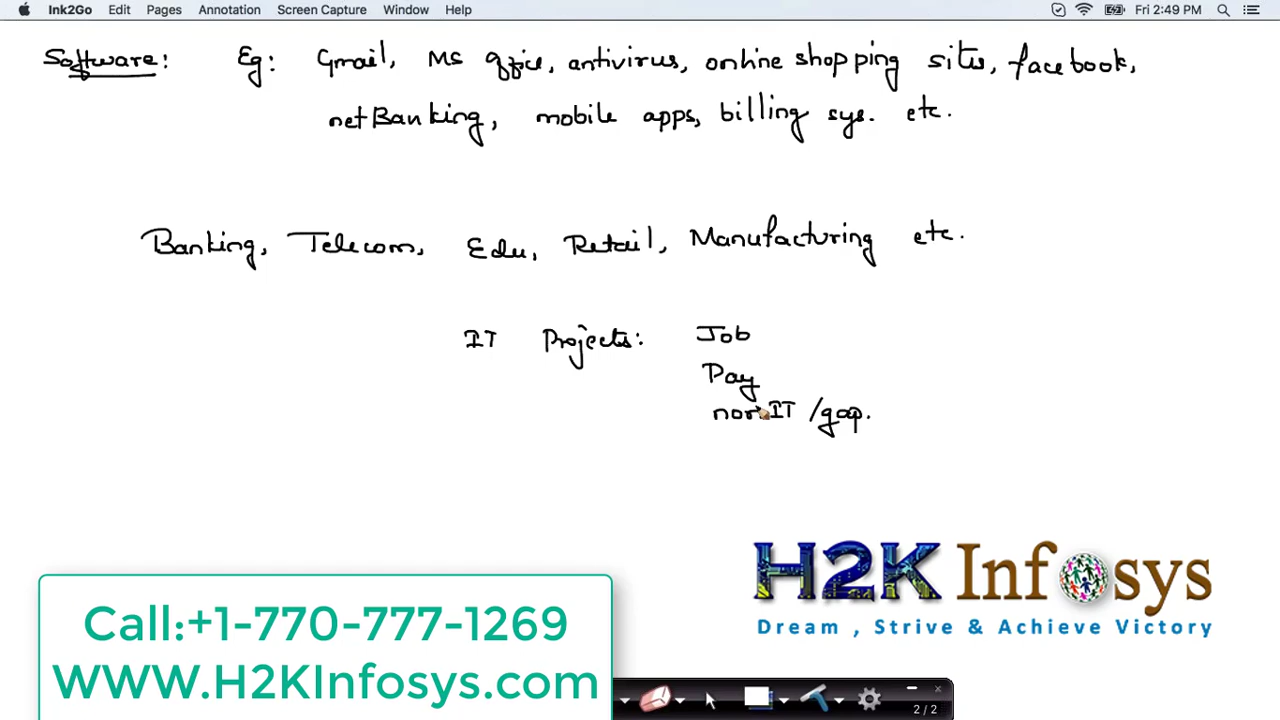 Ink2Go Edit Pages Annotation Screen Capture Window Help Fri 2:49 PM
Software: Eg: Gmail, MS office, antivirus, online shopping sites, facebook,
netBanking, mobile apps, billing sys. etc.
Banking, Telecom, Edu, Retail, Manufacturing etc.
IT Projects: Job
Pay
non IT /gap.
H2K Infosys
Dream , Strive & Achieve Victory
Call:+1-770-777-1269
WWW.H2KInfosys.com
2 / 2